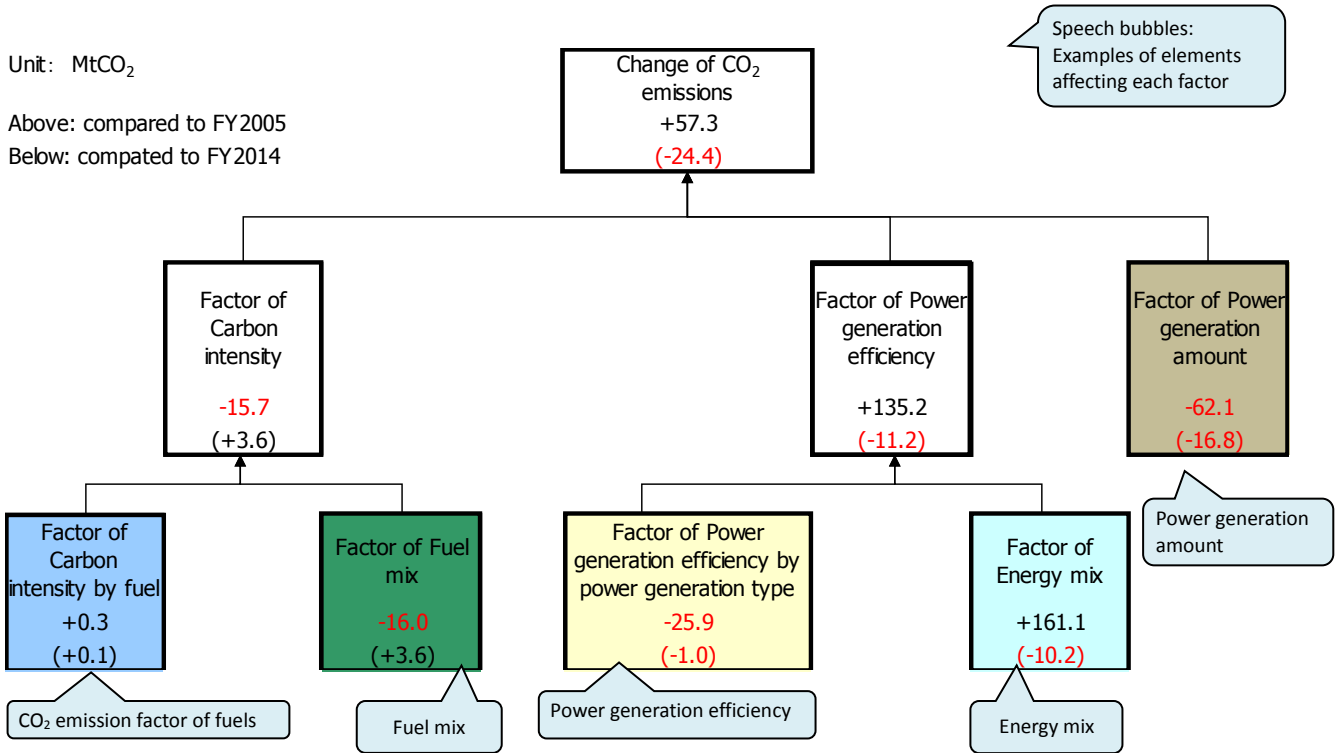 Speech bubbles:
Examples of elements
affecting each factor
Unit: MtCO₂
Above: compared to FY2005
Below: compated to FY2014
Change of CO₂
emissions
+57.3
(-24.4)
Factor of
Carbon
intensity
-15.7
(+3.6)
Factor of Power
generation
efficiency
+135.2
(-11.2)
Factor of Power
generation
amount
-62.1
(-16.8)
Power generation
amount
Factor of
Carbon
intensity by fuel
+0.3
(+0.1)
Factor of Fuel
mix
-16.0
(+3.6)
Factor of Power
generation efficiency by
power generation type
-25.9
(-1.0)
Factor of
Energy mix
+161.1
(-10.2)
CO₂ emission factor of fuels
Fuel mix
Power generation efficiency
Energy mix